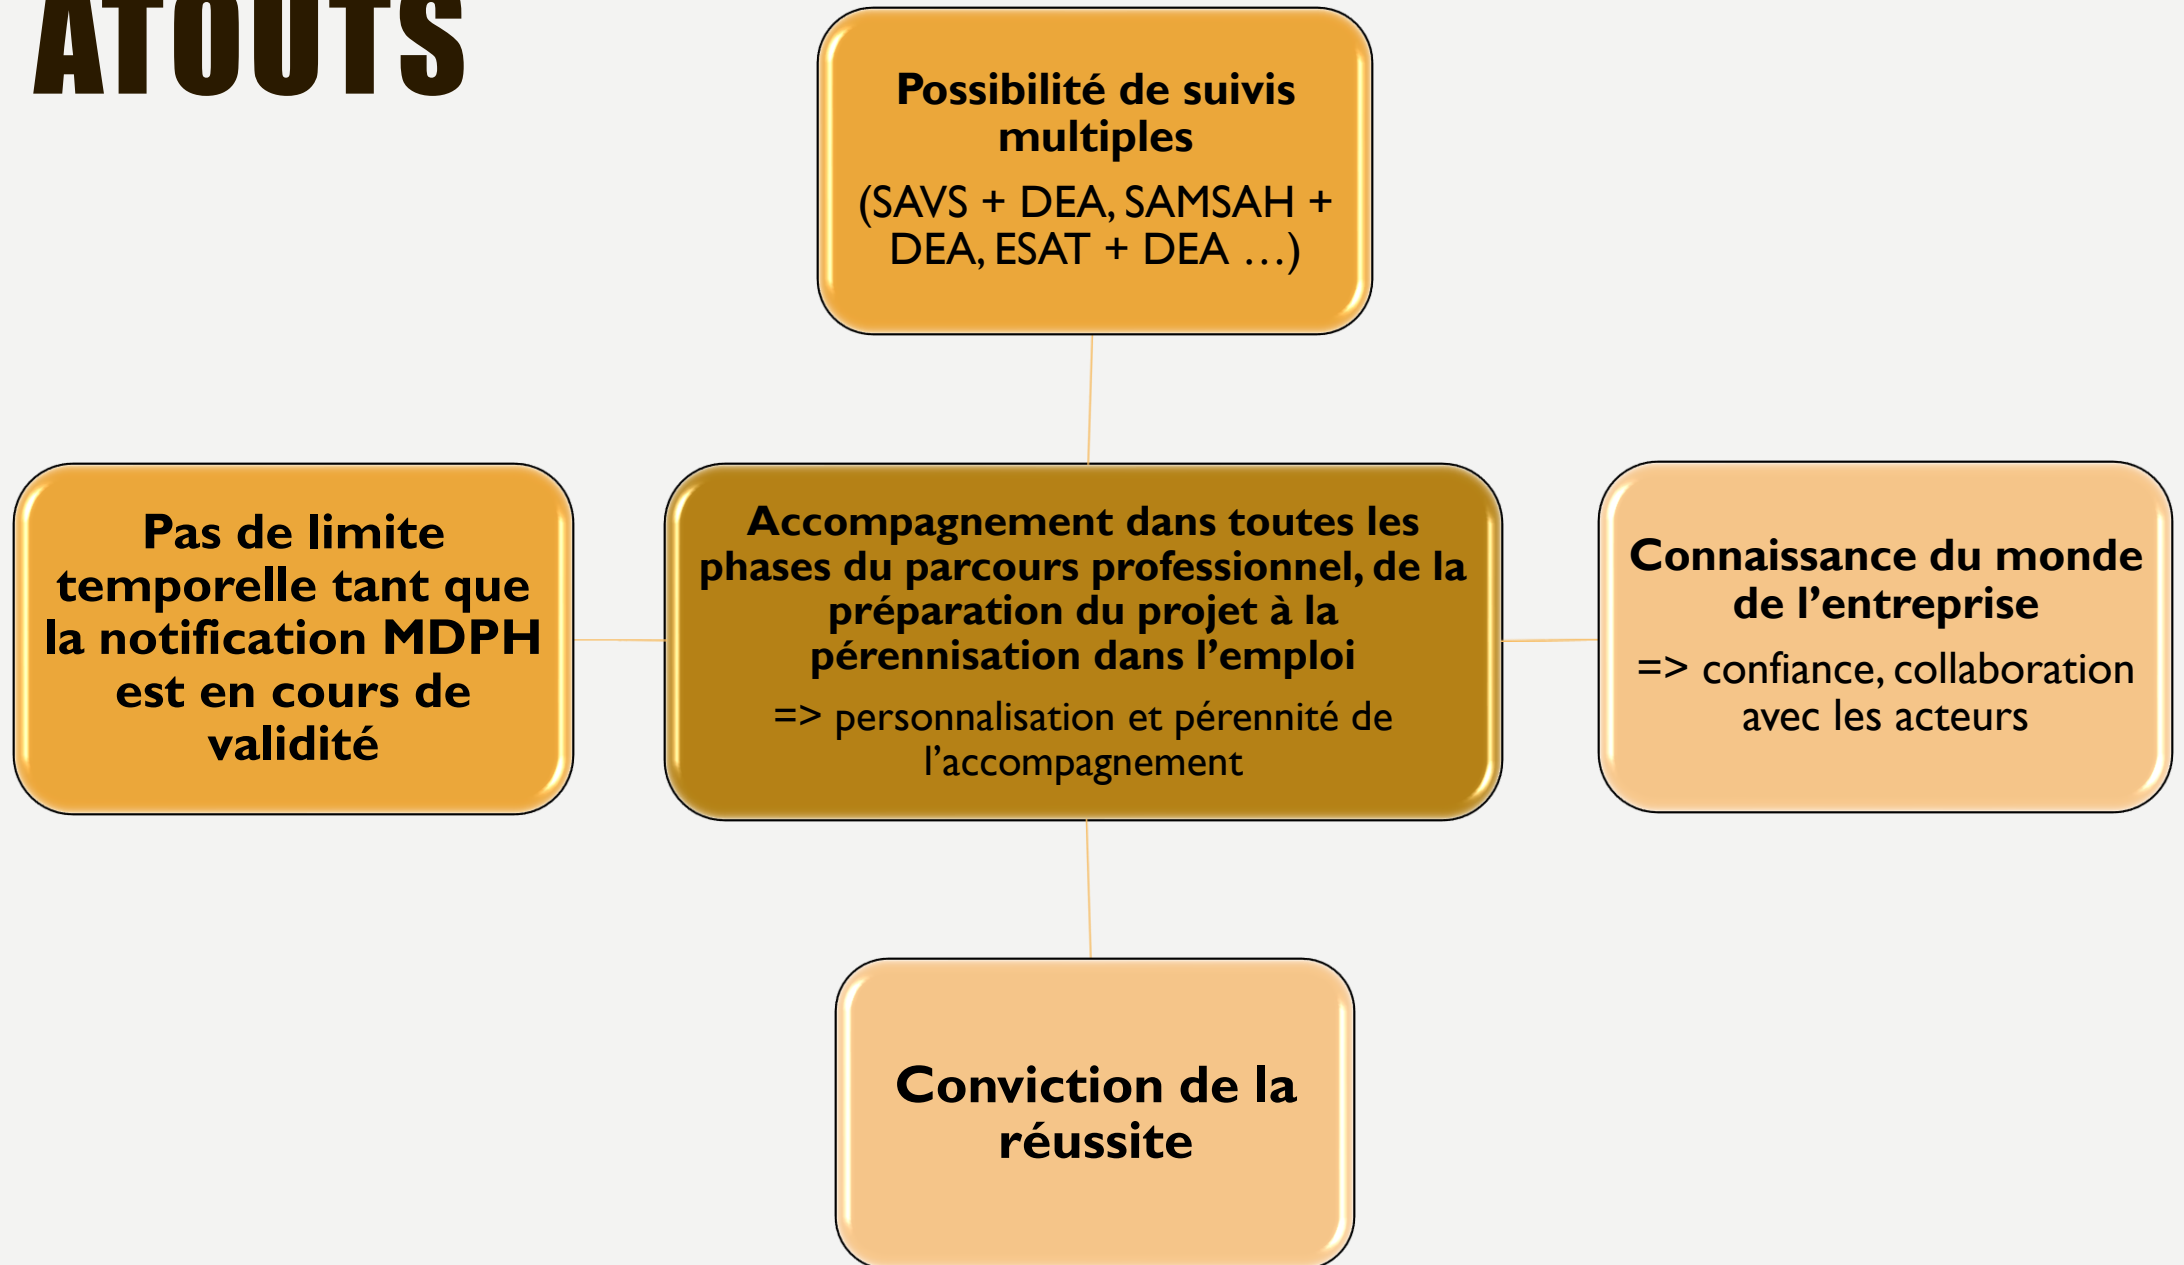 ATOUTS
Possibilité de suivis
multiples
(SAVS + DEA, SAMSAH +
DEA, ESAT + DEA …)
Pas de limite
temporelle tant que
la notification MDPH
est en cours de
validité
Accompagnement dans toutes les
phases du parcours professionnel, de la
préparation du projet à la
pérennisation dans l’emploi
=> personnalisation et pérennité de
l’accompagnement
Connaissance du monde
de l’entreprise
=> confiance, collaboration
avec les acteurs
Conviction de la
réussite